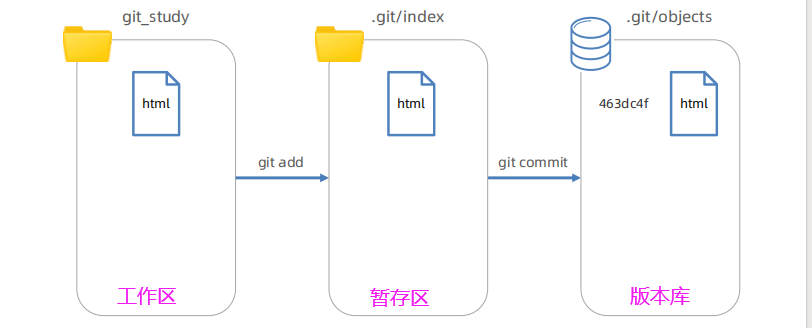 git_study
.git/index
.git/objects
html
html
463dc4f
html
git add
git commit
工作区
暂存区
版本库